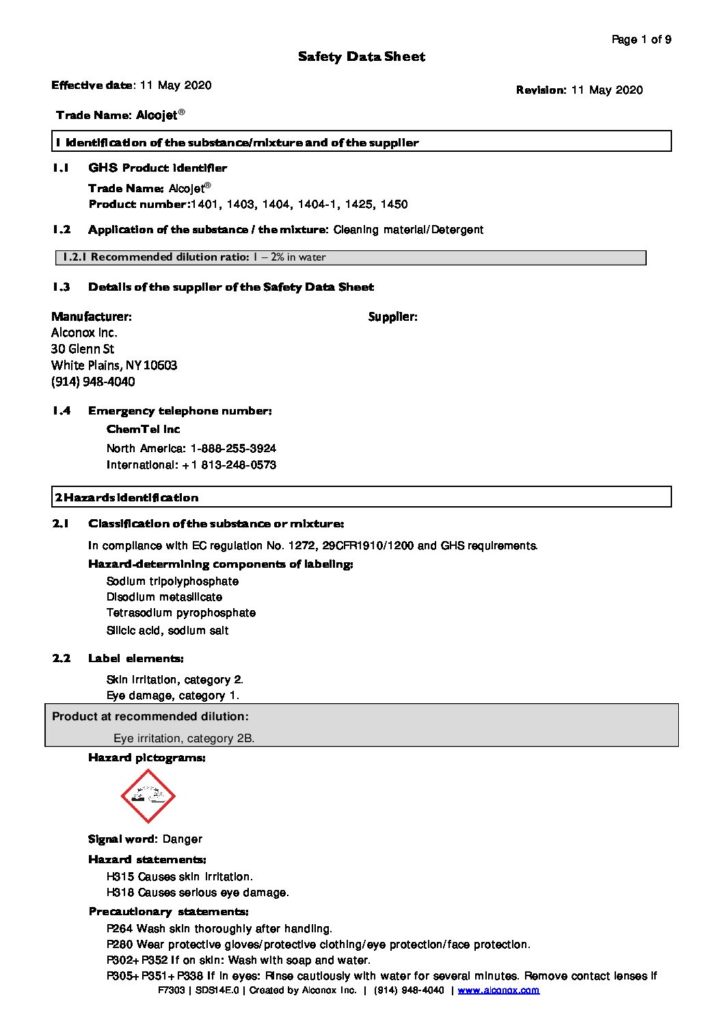 Page 1 of 9
Safety Data Sheet
Effective date: 11 May 2020
Revision: 11 May 2020
Trade Name: Alcojet®
1 Identification of the substance/mixture and of the supplier
1.1 GHS Product identifier
Trade Name: Alcojet®
Product number:1401, 1403, 1404, 1404-1, 1425, 1450
1.2 Application of the substance / the mixture: Cleaning material/Detergent
1.2.1 Recommended dilution ratio: 1 – 2% in water
1.3 Details of the supplier of the Safety Data Sheet
Manufacturer: Supplier:
Alconox Inc.
30 Glenn St
White Plains, NY 10603
(914) 948-4040
1.4 Emergency telephone number:
ChemTel Inc
North America: 1-888-255-3924
International: +1 813-248-0573
2 Hazards identification
2.1 Classification of the substance or mixture:
In compliance with EC regulation No. 1272, 29CFR1910/1200 and GHS requirements.
Hazard-determining components of labeling:
Sodium tripolyphosphate
Disodium metasilicate
Tetrasodium pyrophosphate
Silicic acid, sodium salt
2.2 Label elements:
Skin irritation, category 2.
Eye damage, category 1.
Product at recommended dilution:
Eye irritation, category 2B.
Hazard pictograms:
Signal word: Danger
Hazard statements:
H315 Causes skin irritation.
H318 Causes serious eye damage.
Precautionary statements:
P264 Wash skin thoroughly after handling.
P280 Wear protective gloves/protective clothing/eye protection/face protection.
P302+P352 If on skin: Wash with soap and water.
P305+P351+P338 If in eyes: Rinse cautiously with water for several minutes. Remove contact lenses if
F7303 | SDS14E.0 | Created by Alconox Inc. | (914) 948-4040 | www.alconox.com